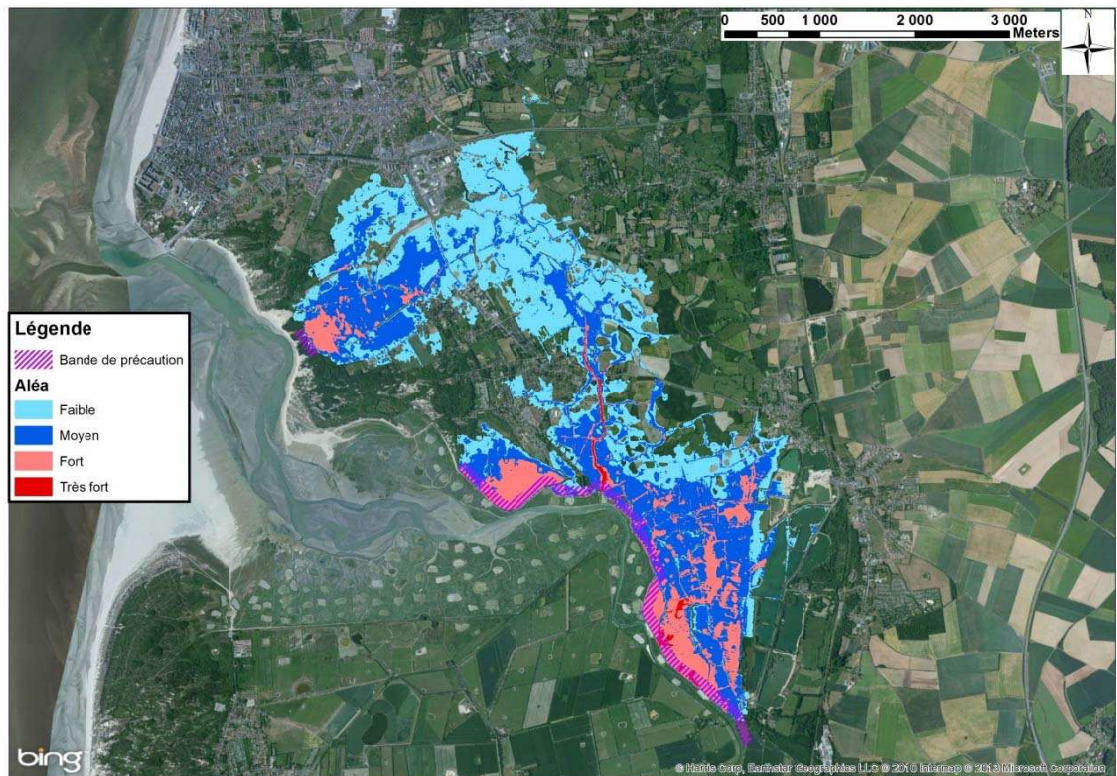 0 500 1 000 2 000 3 000
Meters
N
Légende
Bande de précaution
Aléa
Faible
Moyen
Fort
Très fort
bing
© Harris Corp, Earthstar Geographics LLC © 2010 Intermap © 2013 Microsoft Corporation